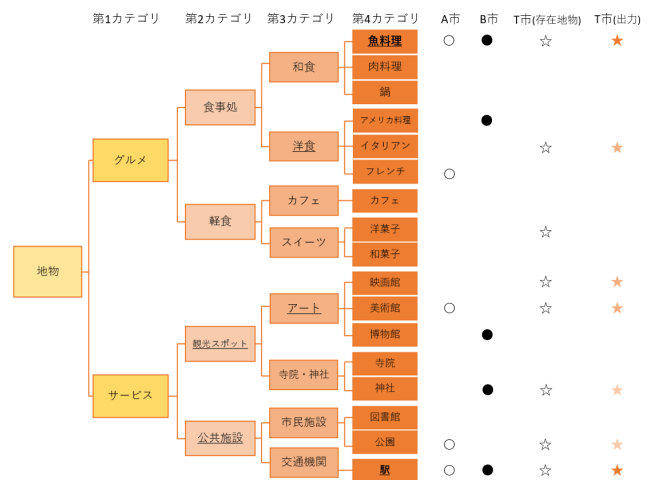 第1カテゴリ 第2カテゴリ 第3カテゴリ 第4カテゴリ A市 B市 T市(存在地物) T市(出力)
魚料理 ○ ● ☆ ★
和食 肉料理
鍋
食事処
アメリカ料理 ●
洋食 イタリアン ☆ ★
グルメ
フレンチ ○
カフェ カフェ
軽食
洋菓子 ☆
スイーツ
和菓子
地物
映画館 ☆ ★
アート 美術館 ○ ☆ ★
博物館 ●
観光スポット
寺院
寺院・神社
サービス 神社 ● ☆ ★
図書館
市民施設
公共施設 公園 ○ ☆ ★
交通機関 駅 ○ ● ☆ ★